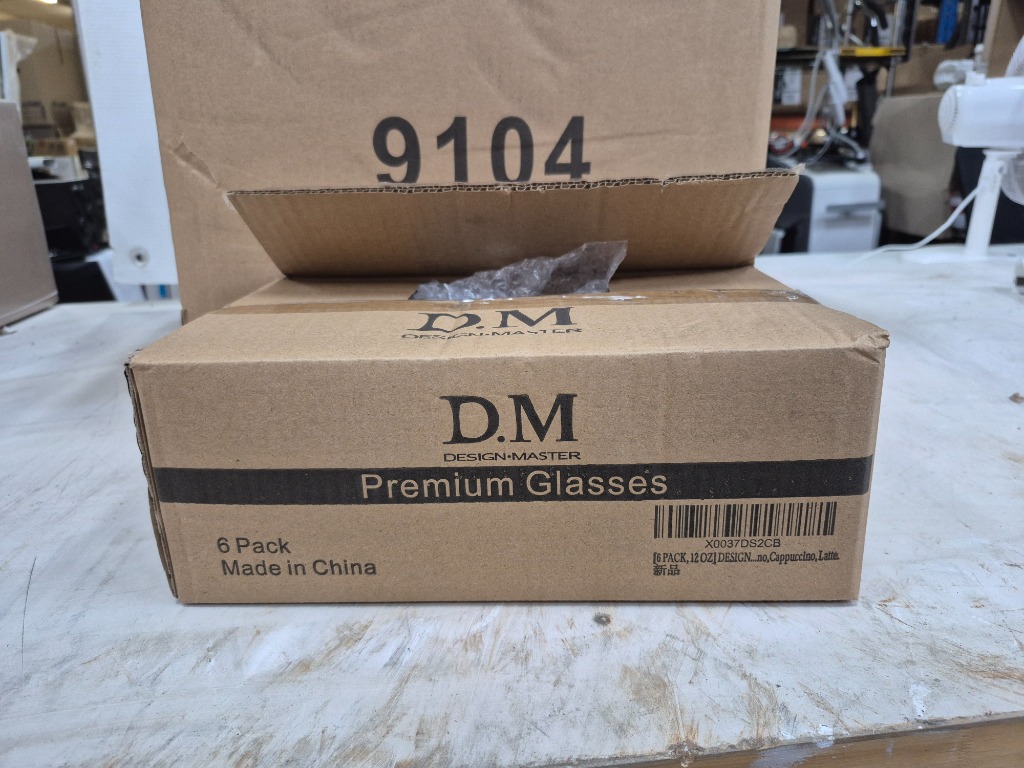 9104
D.M
DESIGN•MASTER
D.M
DESIGN•MASTER
Premium Glasses
6 Pack
Made in China
X0037DS2CB
[6 PACK, 12 OZ] DESIGN...no,Cappuccino, Latte.
新品